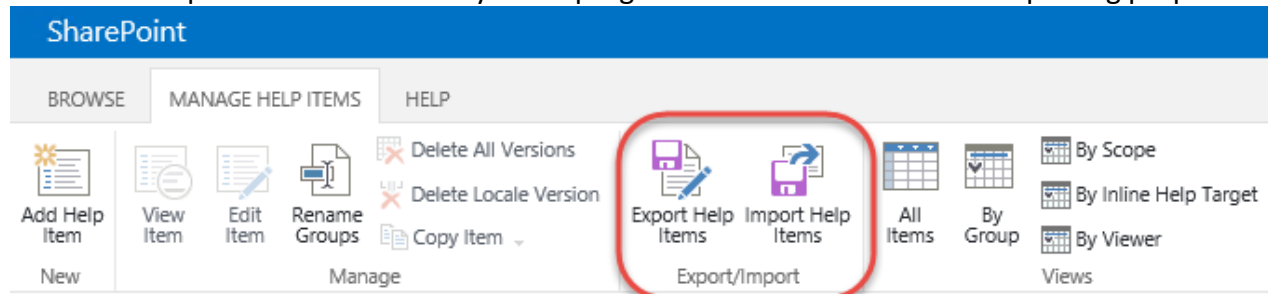 SharePoint
BROWSE MANAGE HELP ITEMS HELP
Add Help Item
View Item
Edit Item
Rename Groups
Delete All Versions
Delete Locale Version
Copy Item
Export Help Items
Import Help Items
All Items
By Group
By Scope
By Inline Help Target
By Viewer
New
Manage
Export/Import
Views